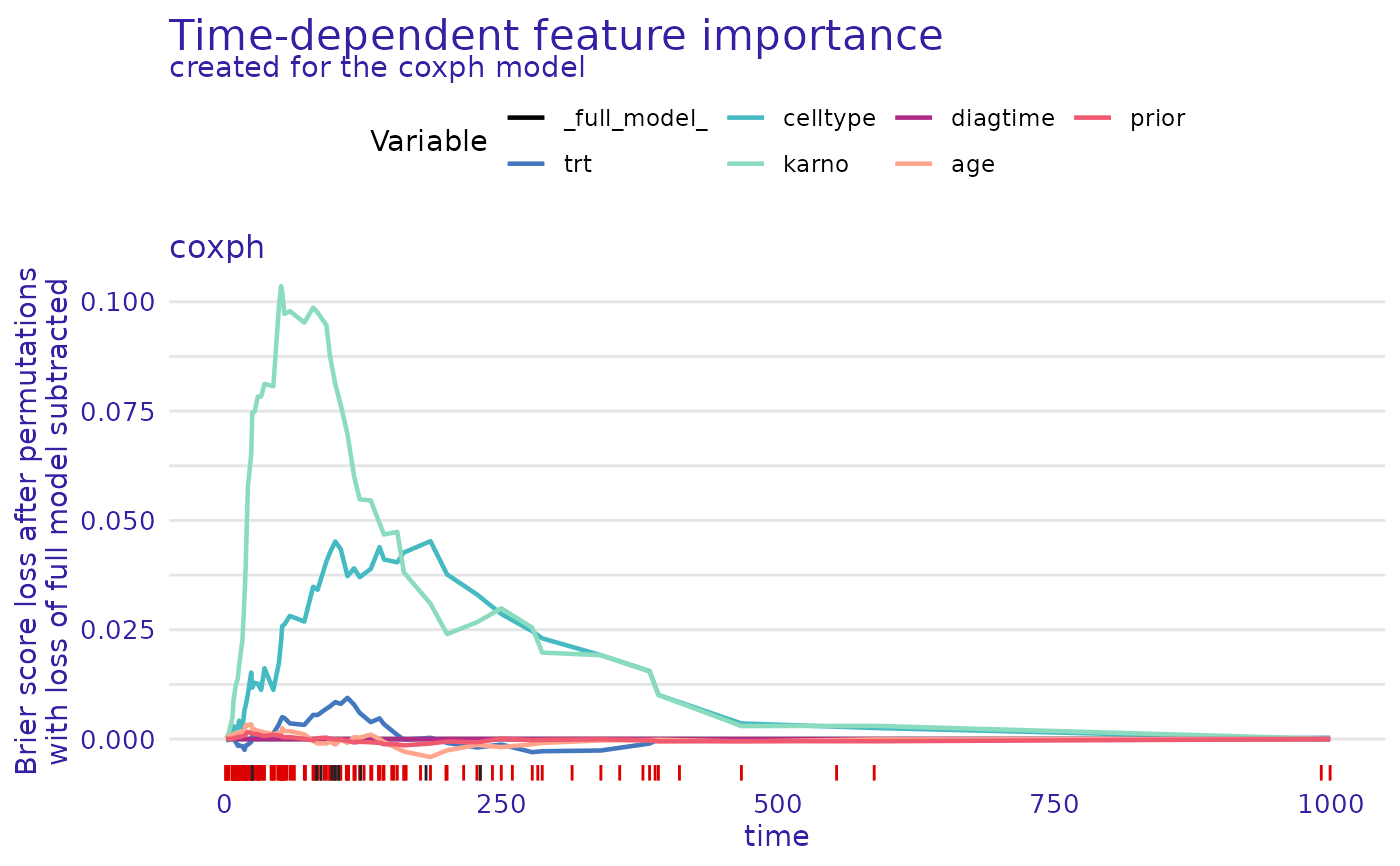 Time-dependent feature importance
created for the coxph model
Variable
_full_model_ celltype diagtime prior
trt karno age
coxph
Brier score loss after permutations
with loss of full model subtracted
0.100
0.075
0.050
0.025
0.000
0 250 500 750 1000
time